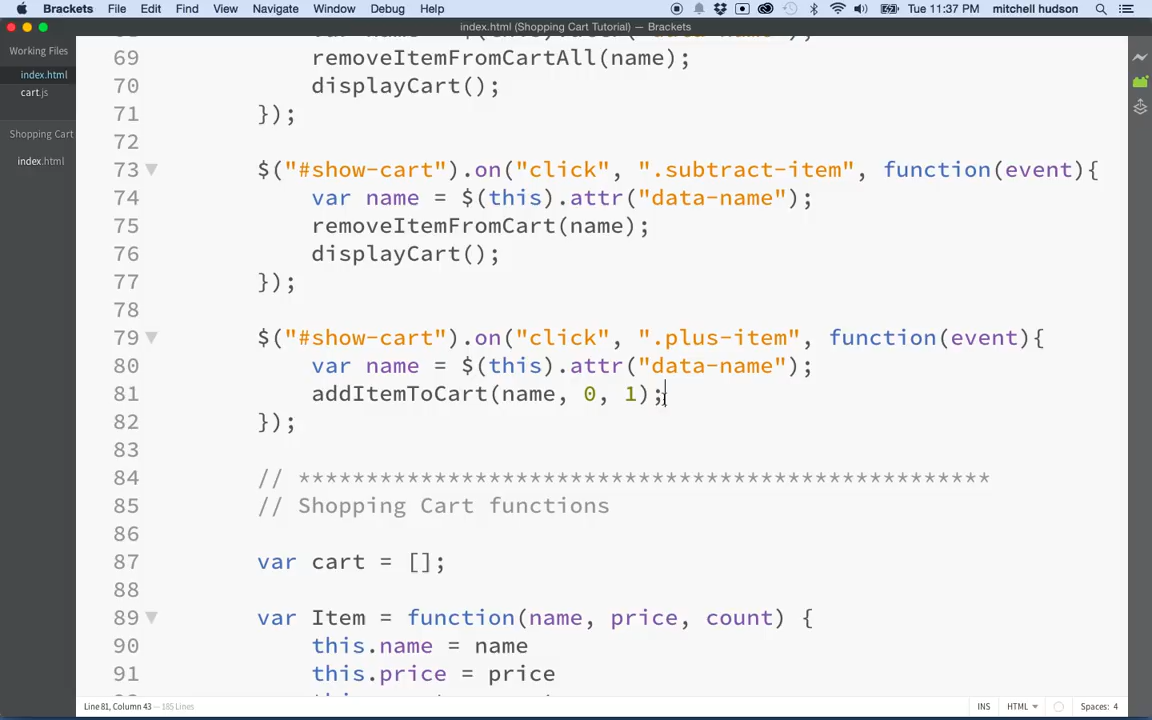 Brackets File Edit Find View Navigate Window Debug Help Tue 11:37 PM mitchell hudson
index.html (Shopping Cart Tutorial) — Brackets
Working Files
index.html
cart.js
Shopping Cart
index.html
69 removeItemFromCartAll(name);
70 displayCart();
71 });
72
73 $("#show-cart").on("click", ".subtract-item", function(event){
74 var name = $(this).attr("data-name");
75 removeItemFromCart(name);
76 displayCart();
77 });
78
79 $("#show-cart").on("click", ".plus-item", function(event){
80 var name = $(this).attr("data-name");
81 addItemToCart(name, 0, 1);
82 });
83
84 // ***************************************************
85 // Shopping Cart functions
86
87 var cart = [];
88
89 var Item = function(name, price, count) {
90 this.name = name
91 this.price = price
Line 81, Column 43 — 185 Lines
INS HTML Spaces: 4